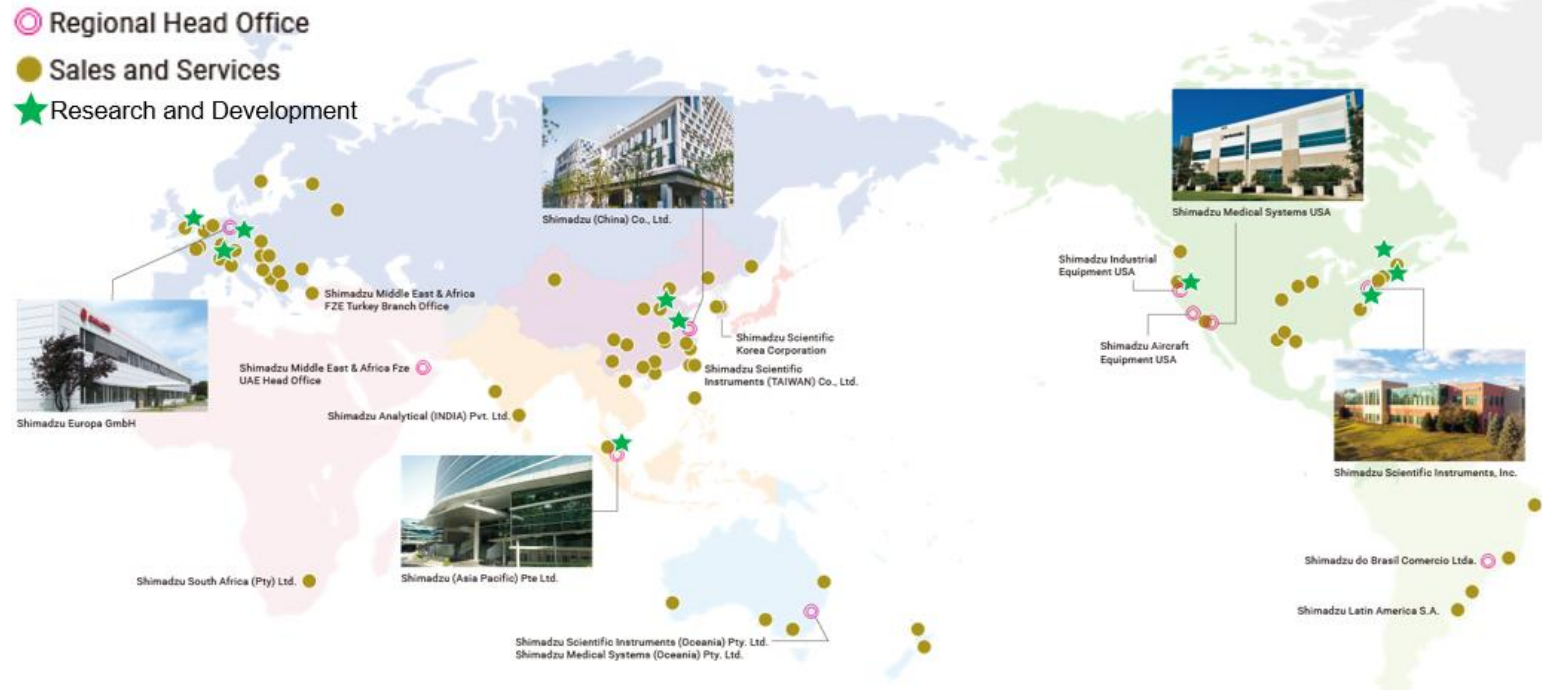 Regional Head Office
Sales and Services
Research and Development
Shimadzu (China) Co., Ltd.
Shimadzu Medical Systems USA
Shimadzu Industrial
Equipment USA
Shimadzu Middle East & Africa
FZE Turkey Branch Office
Shimadzu Scientific
Korea Corporation
Shimadzu Aircraft
Equipment USA
Shimadzu Middle East & Africa Fze
UAE Head Office
Shimadzu Scientific
Instruments (TAIWAN) Co., Ltd.
Shimadzu Analytical (INDIA) Pvt. Ltd.
Shimadzu Europa GmbH
Shimadzu Scientific Instruments, Inc.
Shimadzu (Asia Pacific) Pte Ltd.
Shimadzu South Africa (Pty) Ltd.
Shimadzu do Brasil Comercio Ltda.
Shimadzu Latin America S.A.
Shimadzu Scientific Instruments (Oceania) Pty. Ltd.
Shimadzu Medical Systems (Oceania) Pty. Ltd.